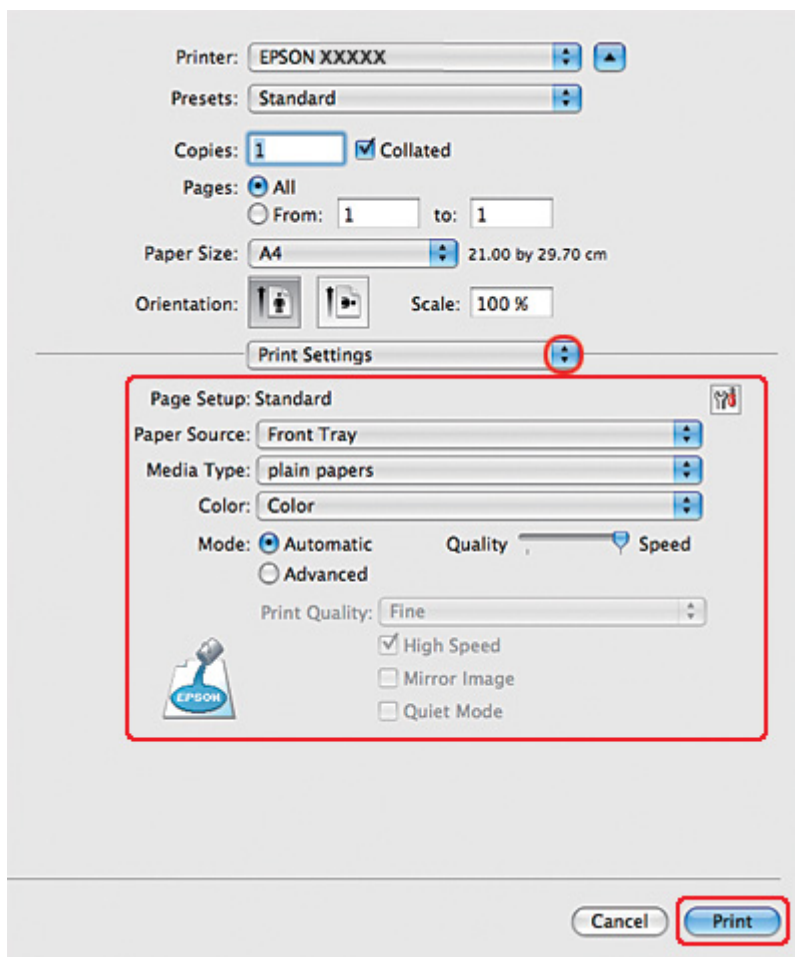 Printer: EPSON XXXXX
Presets: Standard
Copies: 1 Collated
Pages: All
From: 1 to: 1
Paper Size: A4 21.00 by 29.70 cm
Orientation: Scale: 100 %
Print Settings
Page Setup: Standard
Paper Source: Front Tray
Media Type: plain papers
Color: Color
Mode: Automatic Quality Speed
Advanced
Print Quality: Fine
High Speed
Mirror Image
Quiet Mode
EPSON
Cancel Print